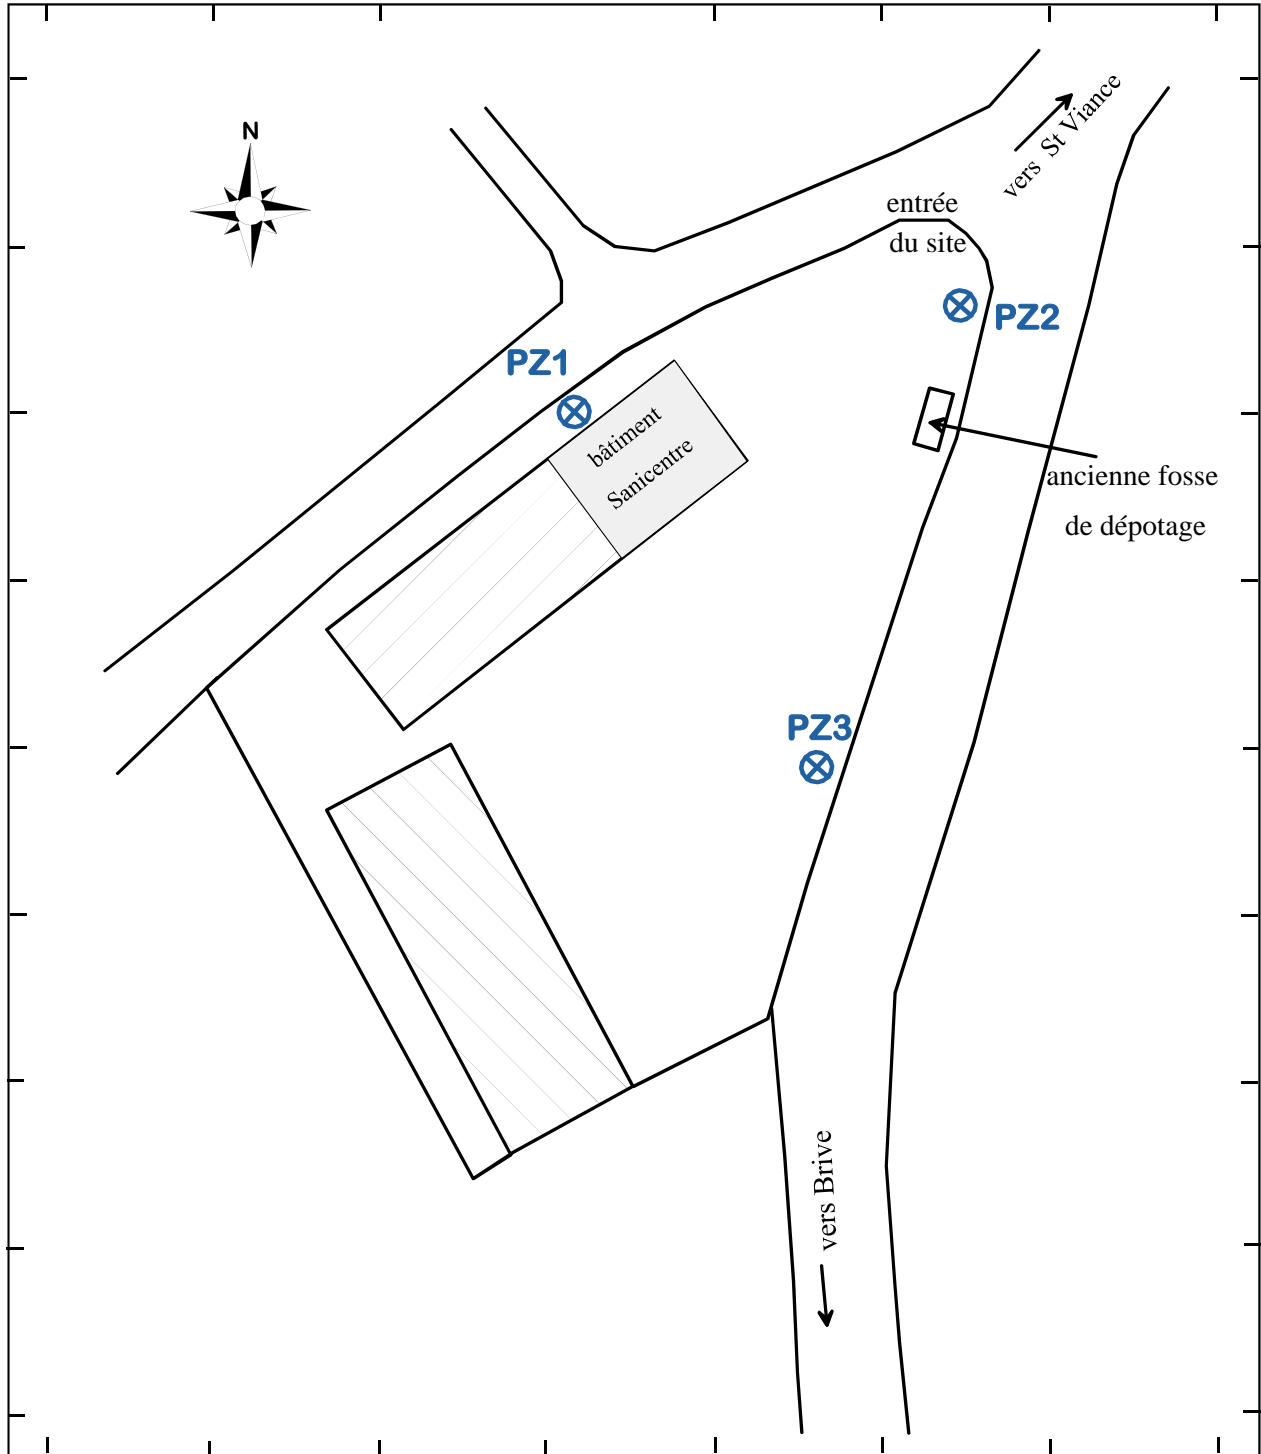 N
vers St Viance
entrée
du site
PZ2
PZ1
bâtiment
Sanicentre
ancienne fosse
de dépotage
PZ3
vers Brive